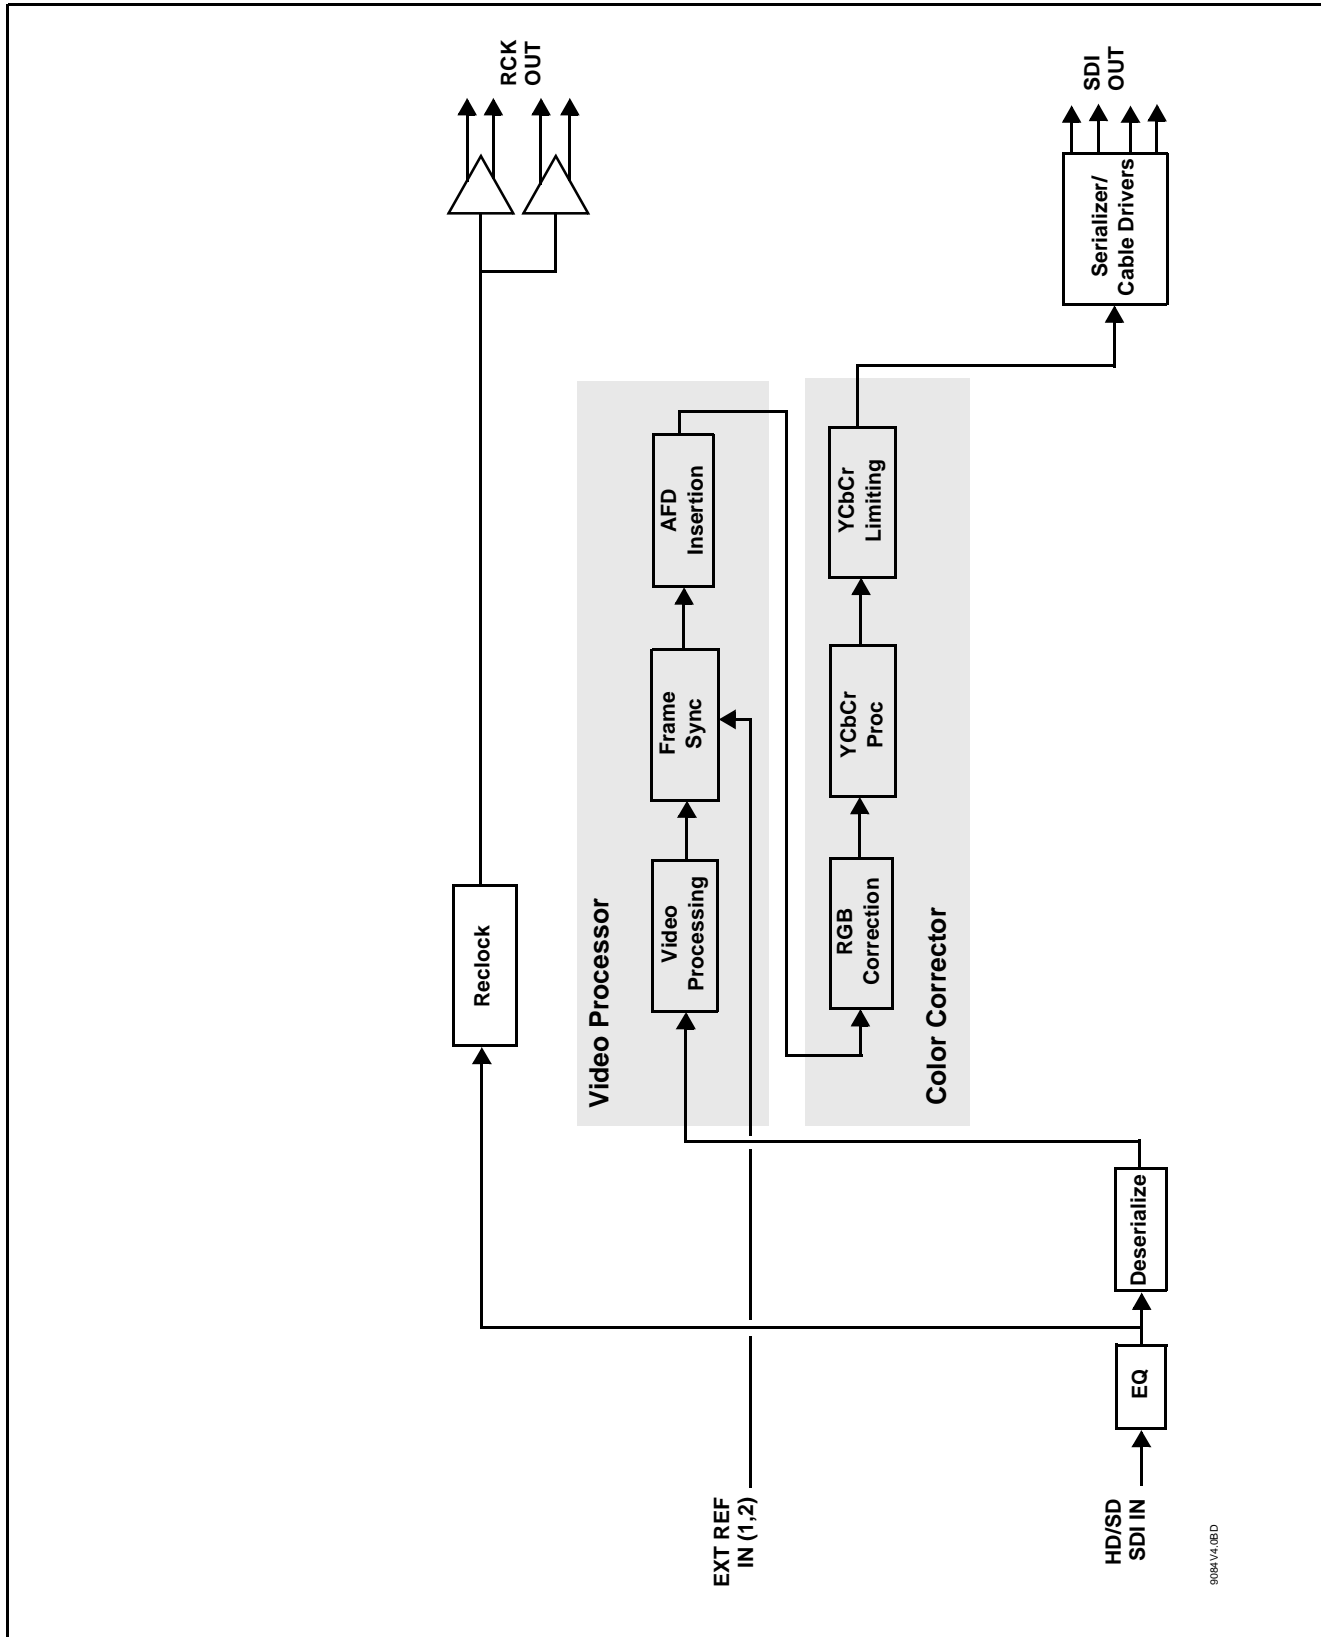 RCK
OUT
Reclock
Video Processor
Video
Processing
Frame
Sync
AFD
Insertion
EXT REF
IN (1,2)
RGB
Correction
YCbCr
Proc
YCbCr
Limiting
Color Corrector
HD/SD
SDI IN
EQ
Deserialize
Serializer/
Cable Drivers
SDI
OUT
9084V4.0BD